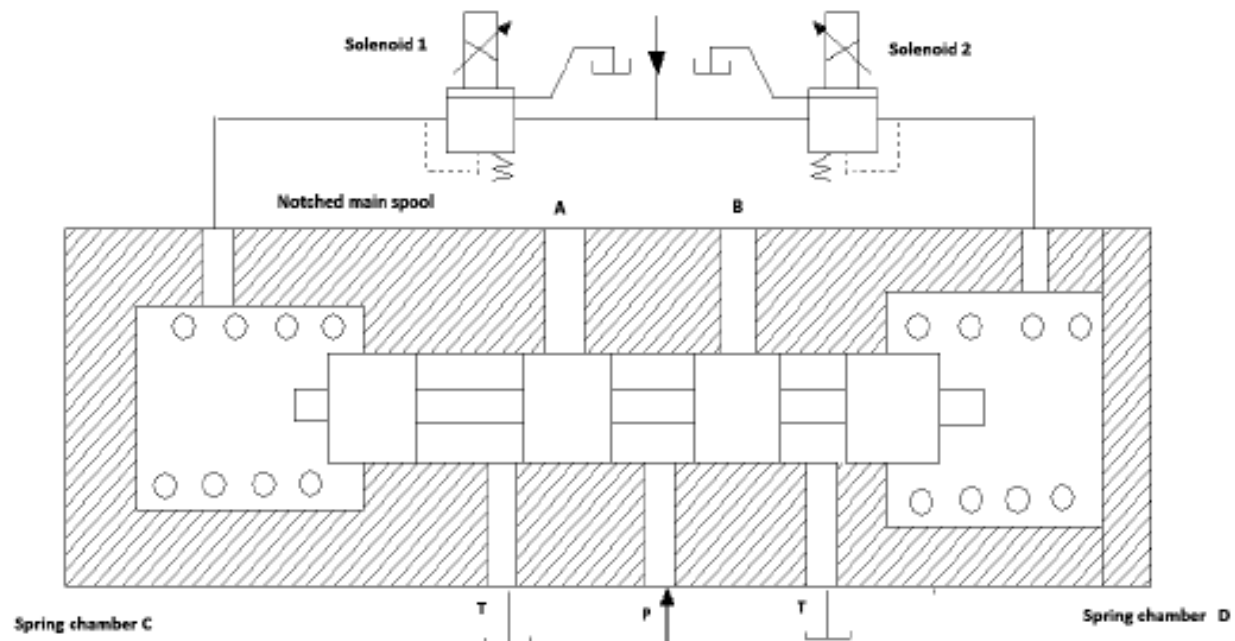 Solenoid 1
Solenoid 2
Notched main spool
A
B
T
P
T
Spring chamber C
Spring chamber D